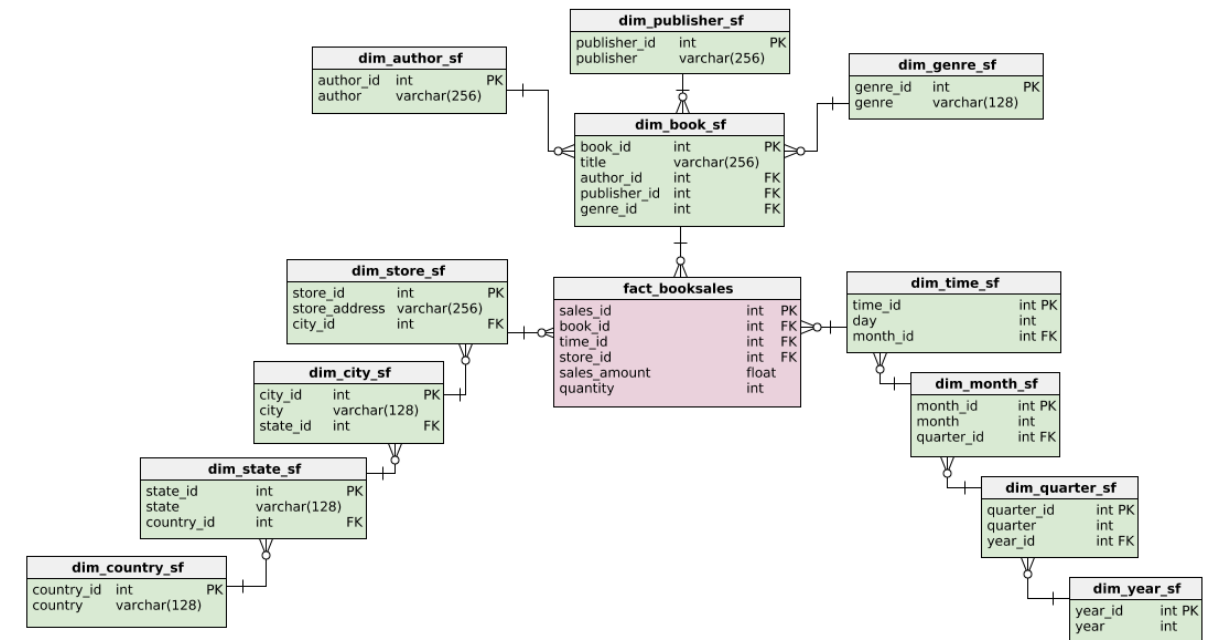 dim_publisher_sf
publisher_id int PK
publisher varchar(256)
dim_author_sf
author_id int PK
author varchar(256)
dim_genre_sf
genre_id int PK
genre varchar(128)
dim_book_sf
book_id int PK
title varchar(256)
author_id int FK
publisher_id int FK
genre_id int FK
dim_store_sf
store_id int PK
store_address varchar(256)
city_id int FK
fact_booksales
sales_id int PK
book_id int FK
time_id int FK
store_id int FK
sales_amount float
quantity int
dim_time_sf
time_id int PK
day int
month_id int FK
dim_city_sf
city_id int PK
city varchar(128)
state_id int FK
dim_month_sf
month_id int PK
month int
quarter_id int FK
dim_state_sf
state_id int PK
state varchar(128)
country_id int FK
dim_quarter_sf
quarter_id int PK
quarter int
year_id int FK
dim_country_sf
country_id int PK
country varchar(128)
dim_year_sf
year_id int PK
year int